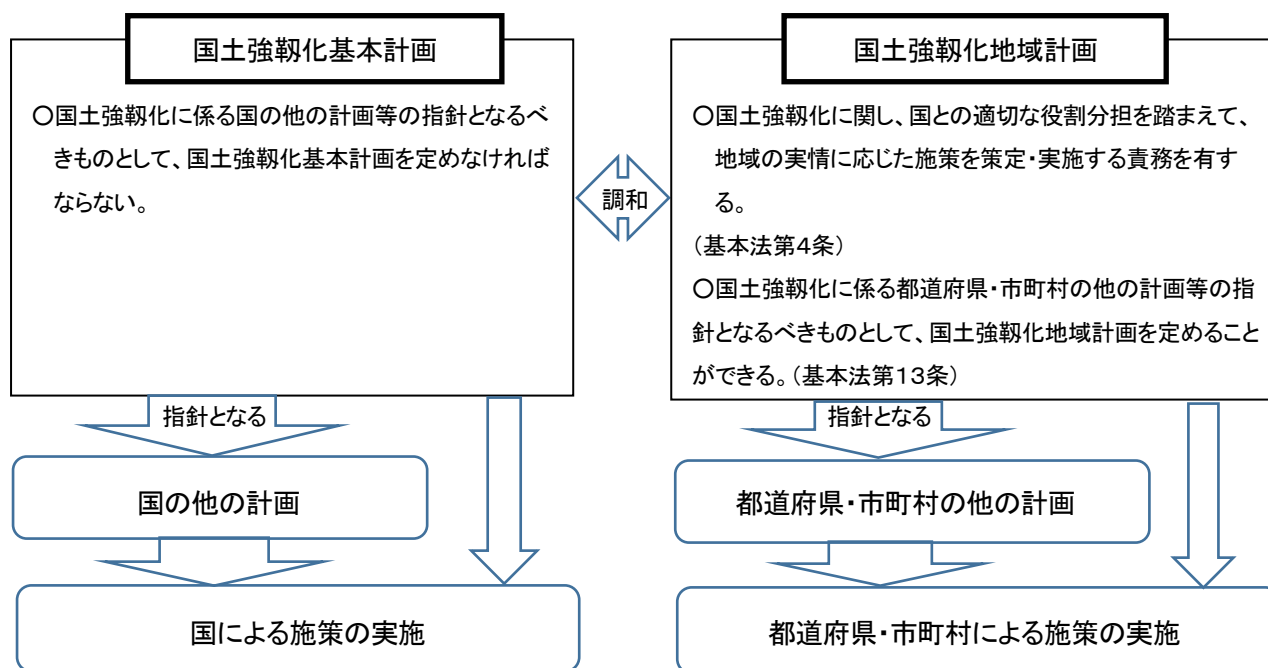 国土強靱化基本計画
〇国土強靱化に係る国の他の計画等の指針となるべ
きものとして、国土強靱化基本計画を定めなければ
ならない。
調和
国土強靱化地域計画
〇国土強靱化に関し、国との適切な役割分担を踏まえて、
地域の実情に応じた施策を策定・実施する責務を有す
る。
(基本法第4条)
〇国土強靱化に係る都道府県・市町村の他の計画等の指
針となるべきものとして、国土強靱化地域計画を定めること
ができる。(基本法第13条)
指針となる
国の他の計画
国による施策の実施
指針となる
都道府県・市町村の他の計画
都道府県・市町村による施策の実施